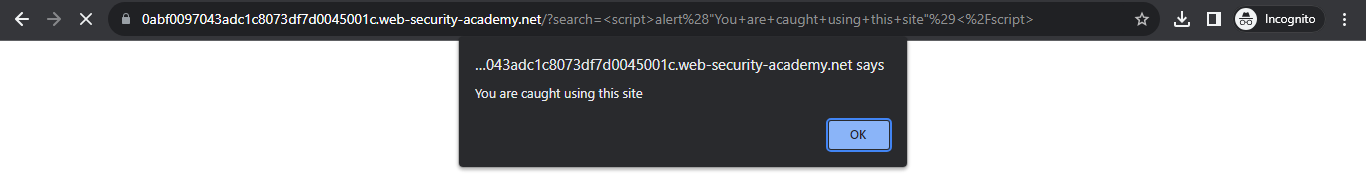 0abf0097043adc1c8073df7d0045001c.web-security-academy.net/?search=<script>alert%28"You+are+caught+using+this+site"%29<%2Fscript>
Incognito
...043adc1c8073df7d0045001c.web-security-academy.net says
You are caught using this site
OK